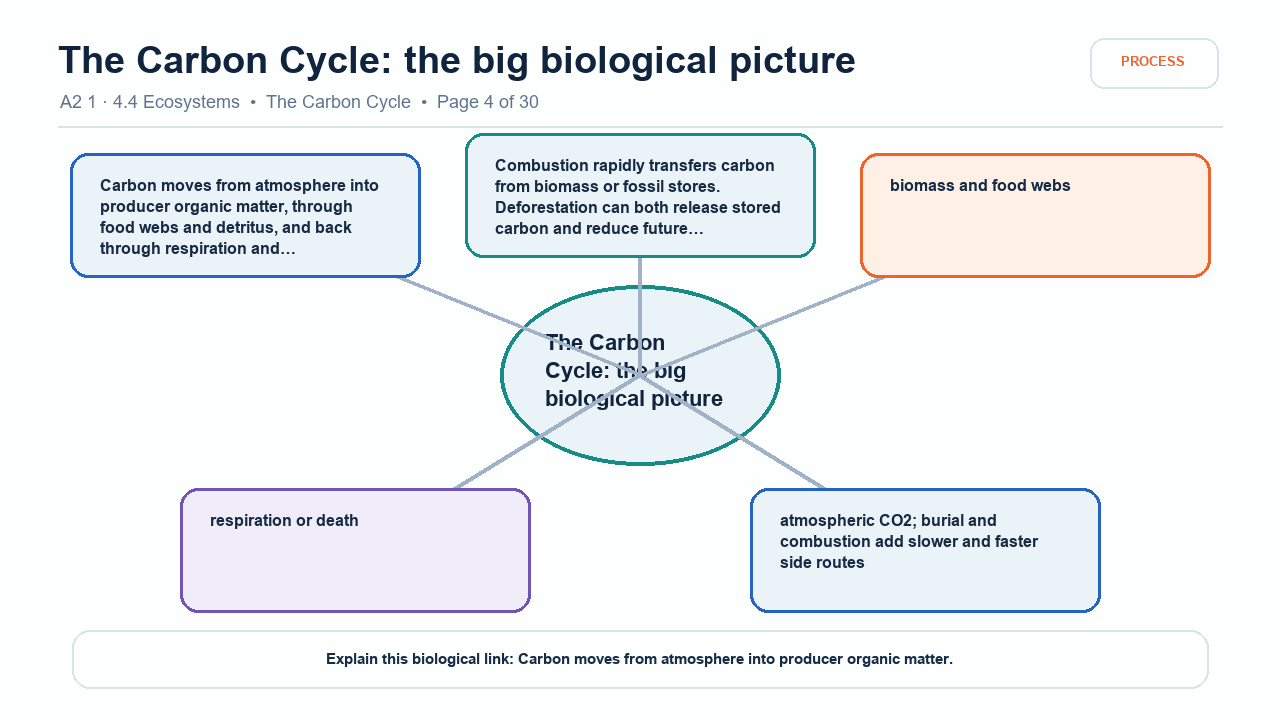 The Carbon Cycle: the big biological picture
PROCESS
A2 1 · 4.4 Ecosystems • The Carbon Cycle • Page 4 of 30
Carbon moves from atmosphere into
producer organic matter, through
food webs and detritus, and back
through respiration and…
Combustion rapidly transfers carbon
from biomass or fossil stores.
Deforestation can both release stored
carbon and reduce future…
biomass and food webs
The Carbon
Cycle: the big
biological picture
respiration or death
atmospheric CO2; burial and
combustion add slower and faster
side routes
Explain this biological link: Carbon moves from atmosphere into producer organic matter.